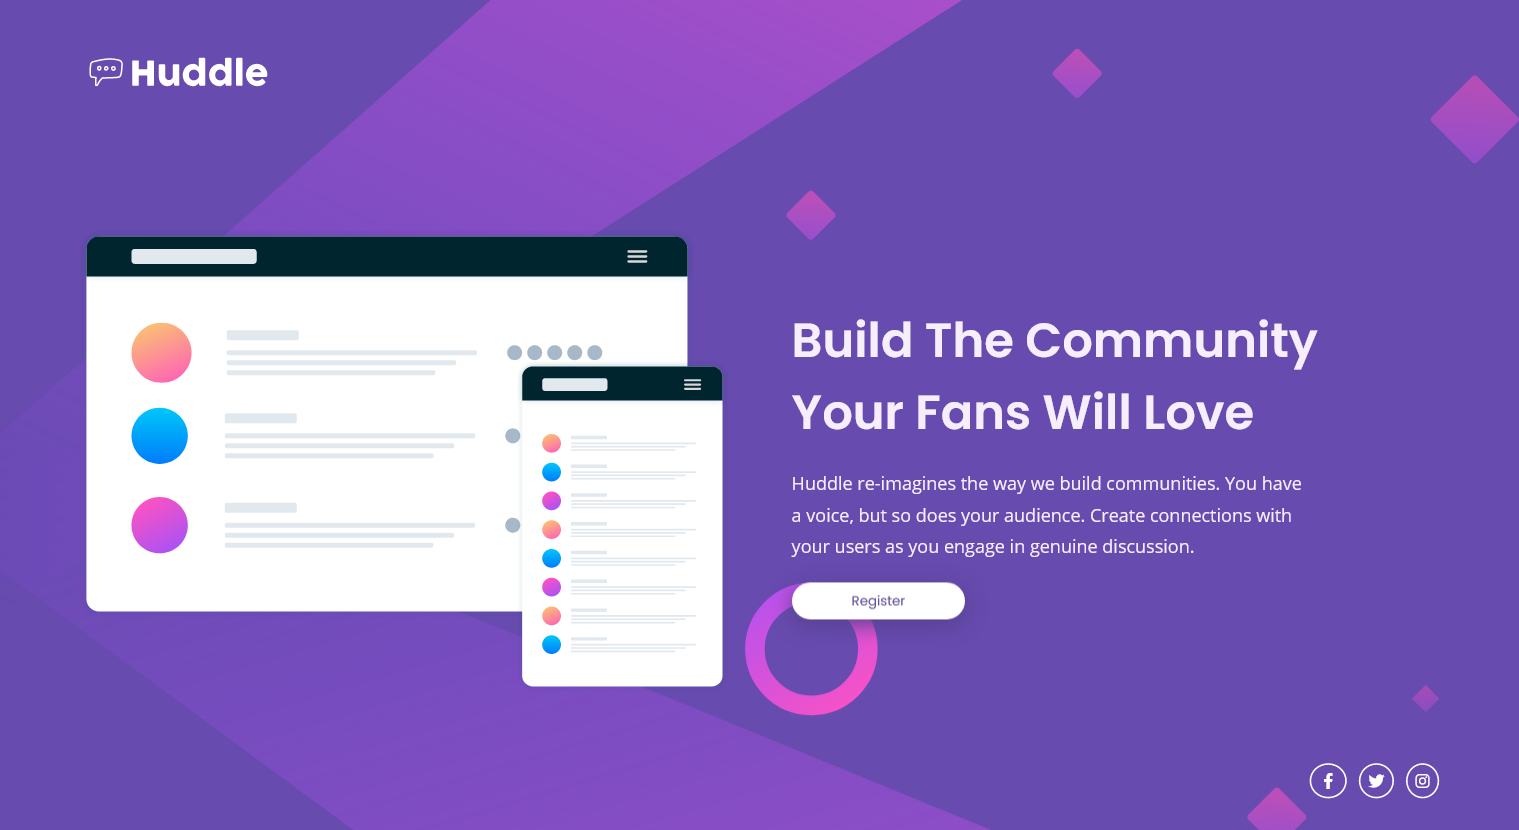 Huddle
Build The Community
Your Fans Will Love
Huddle re-imagines the way we build communities. You have
a voice, but so does your audience. Create connections with
your users as you engage in genuine discussion.
Register